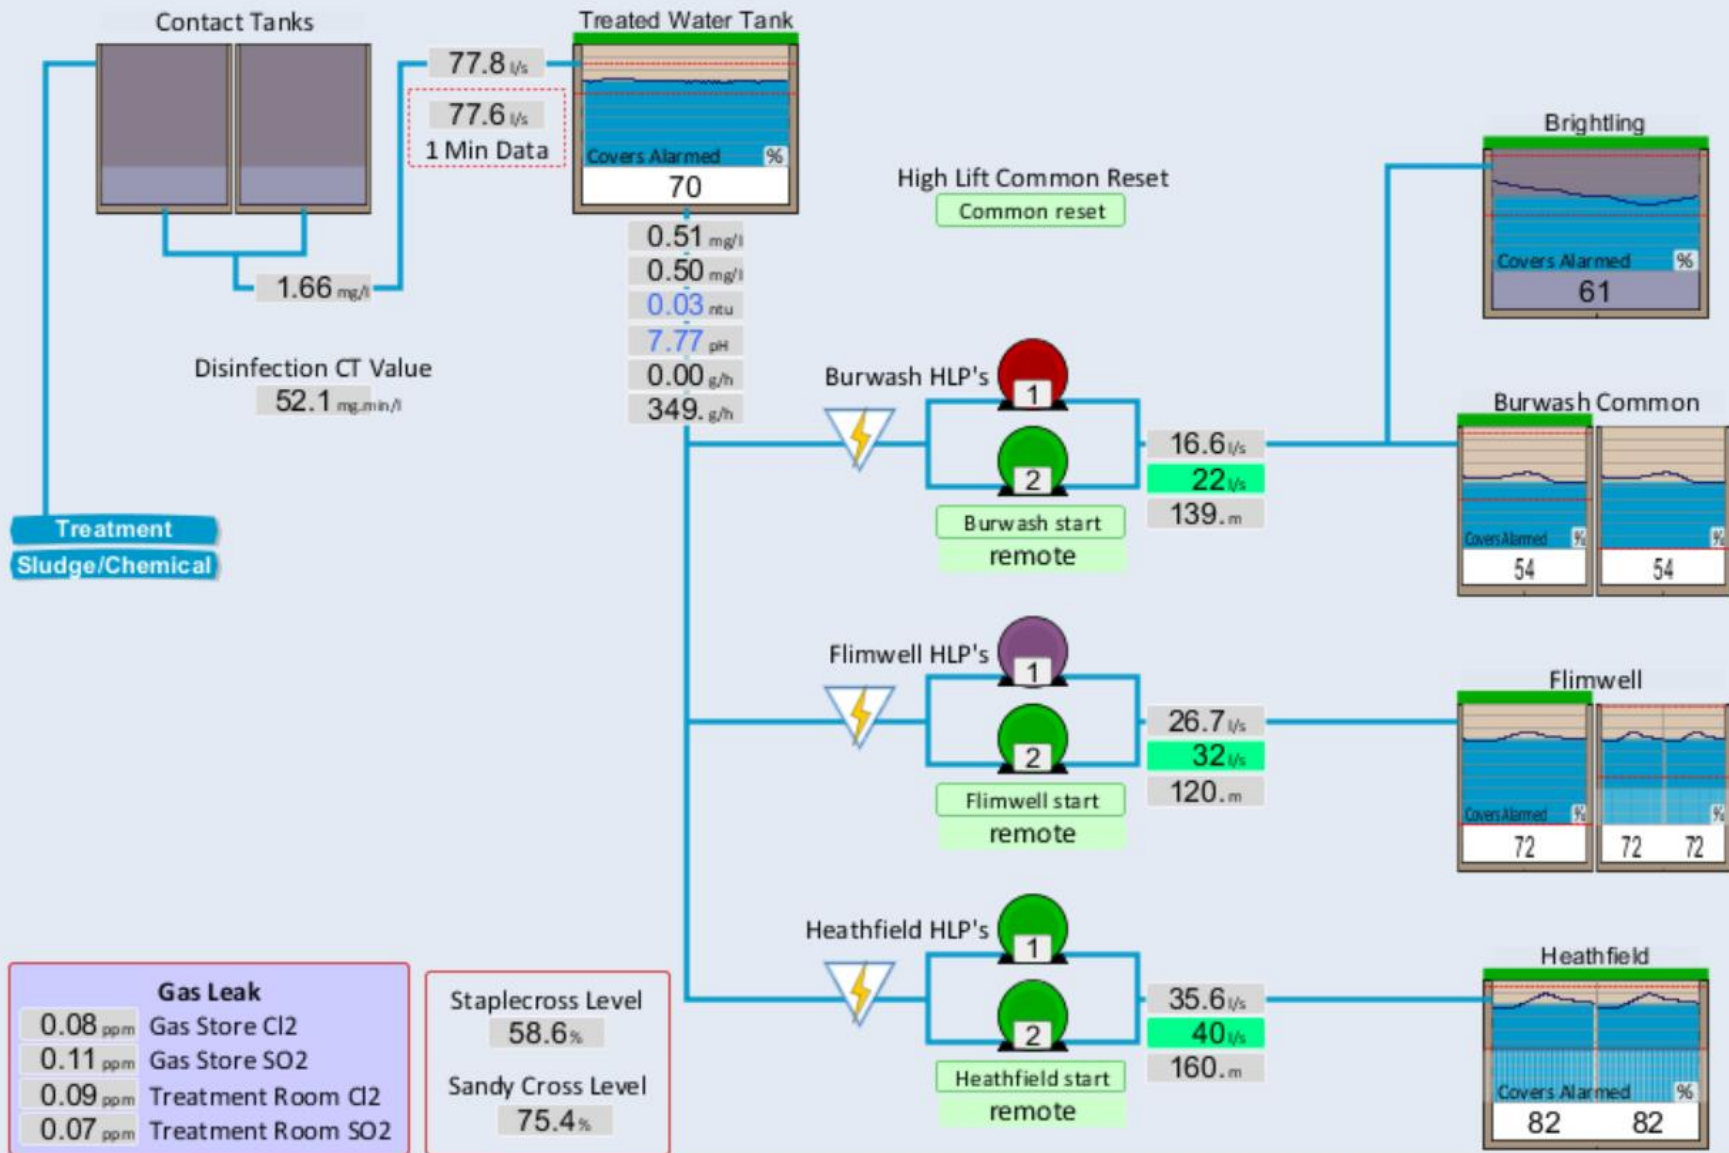 Contact Tanks
Treated Water Tank
77.8 l/s
77.6 l/s
1 Min Data
Covers Alarmed %
70
0.51 mg/l
0.50 mg/l
0.03 ntu
7.77 pH
0.00 g/h
349. g/h
1.66 mg/l
Disinfection CT Value
52.1 mg.min/l
High Lift Common Reset
Common reset
Treatment
Sludge/Chemical
Burwash HLP's
1
2
Burwash start
remote
16.6 l/s
22 l/s
139. m
Brightling
Covers Alarmed %
61
Burwash Common
Covers Alarmed % %
54 54
Flimwell HLP's
1
2
Flimwell start
remote
26.7 l/s
32 l/s
120. m
Flimwell
Covers Alarmed % %
72 72 72
Heathfield HLP's
1
2
Heathfield start
remote
35.6 l/s
40 l/s
160. m
Heathfield
Covers Alarmed %
82 82
Gas Leak
0.08 ppm Gas Store Cl2
0.11 ppm Gas Store SO2
0.09 ppm Treatment Room Cl2
0.07 ppm Treatment Room SO2
Staplecross Level
58.6 %
Sandy Cross Level
75.4 %